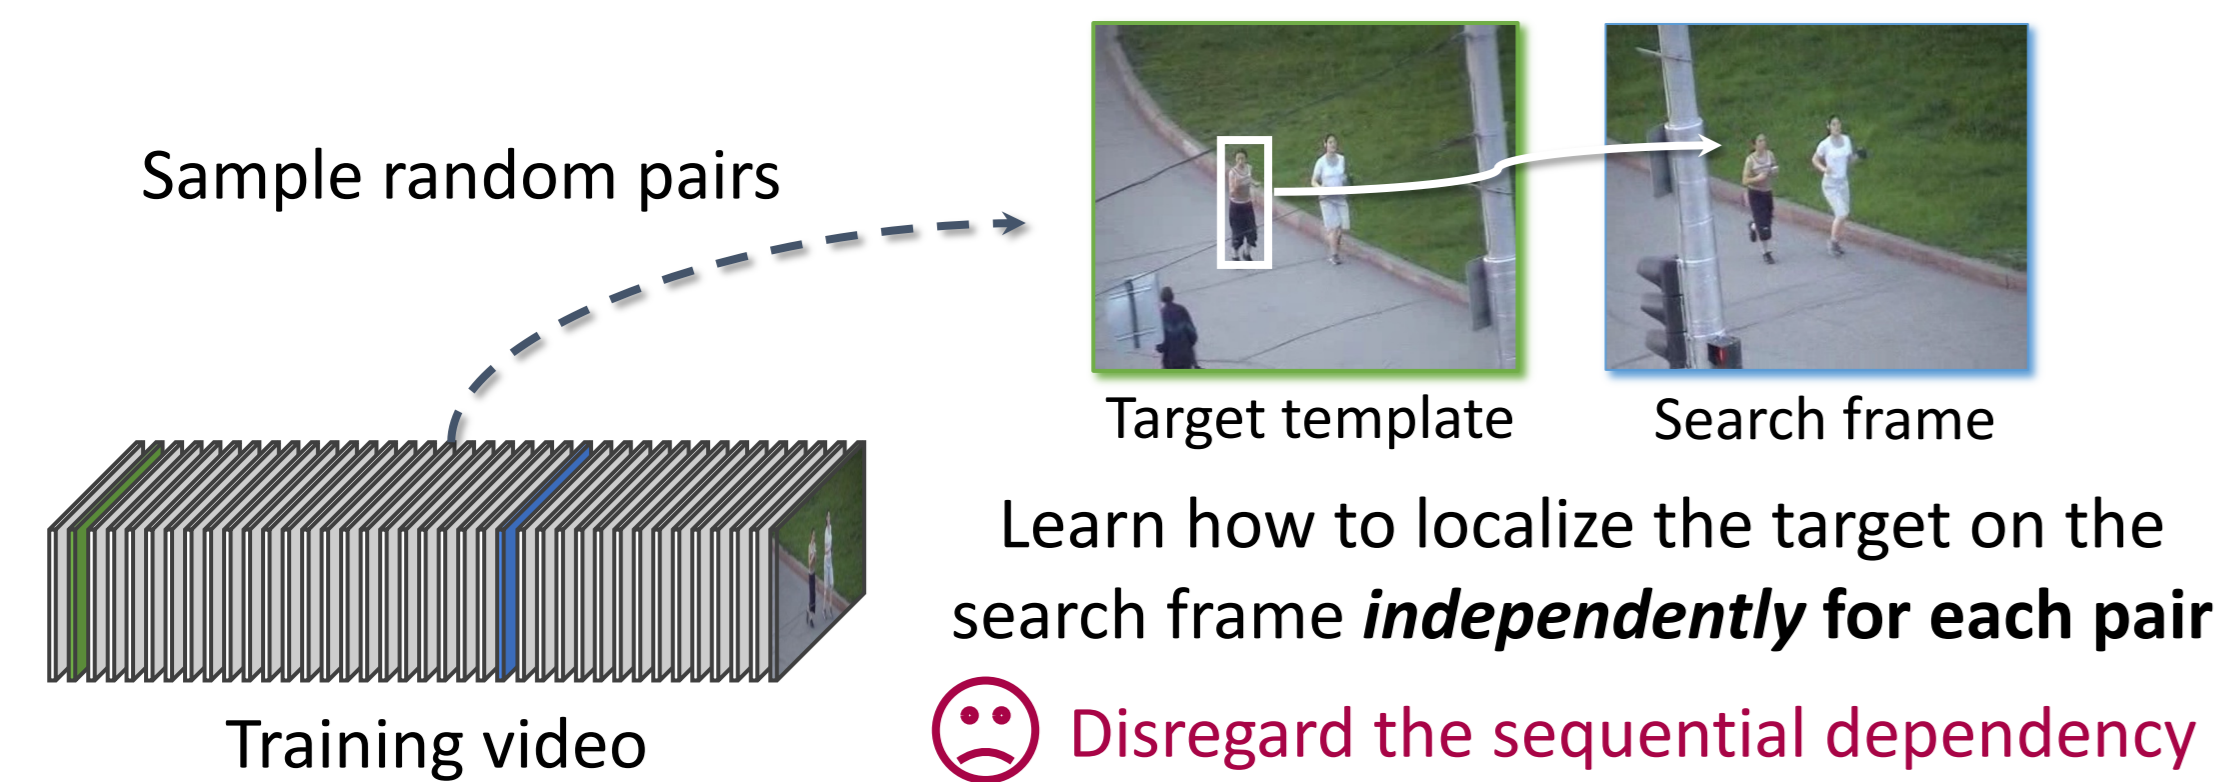 Sample random pairs
Target template
Search frame
Training video
Learn how to localize the target on the
search frame independently for each pair
Disregard the sequential dependency